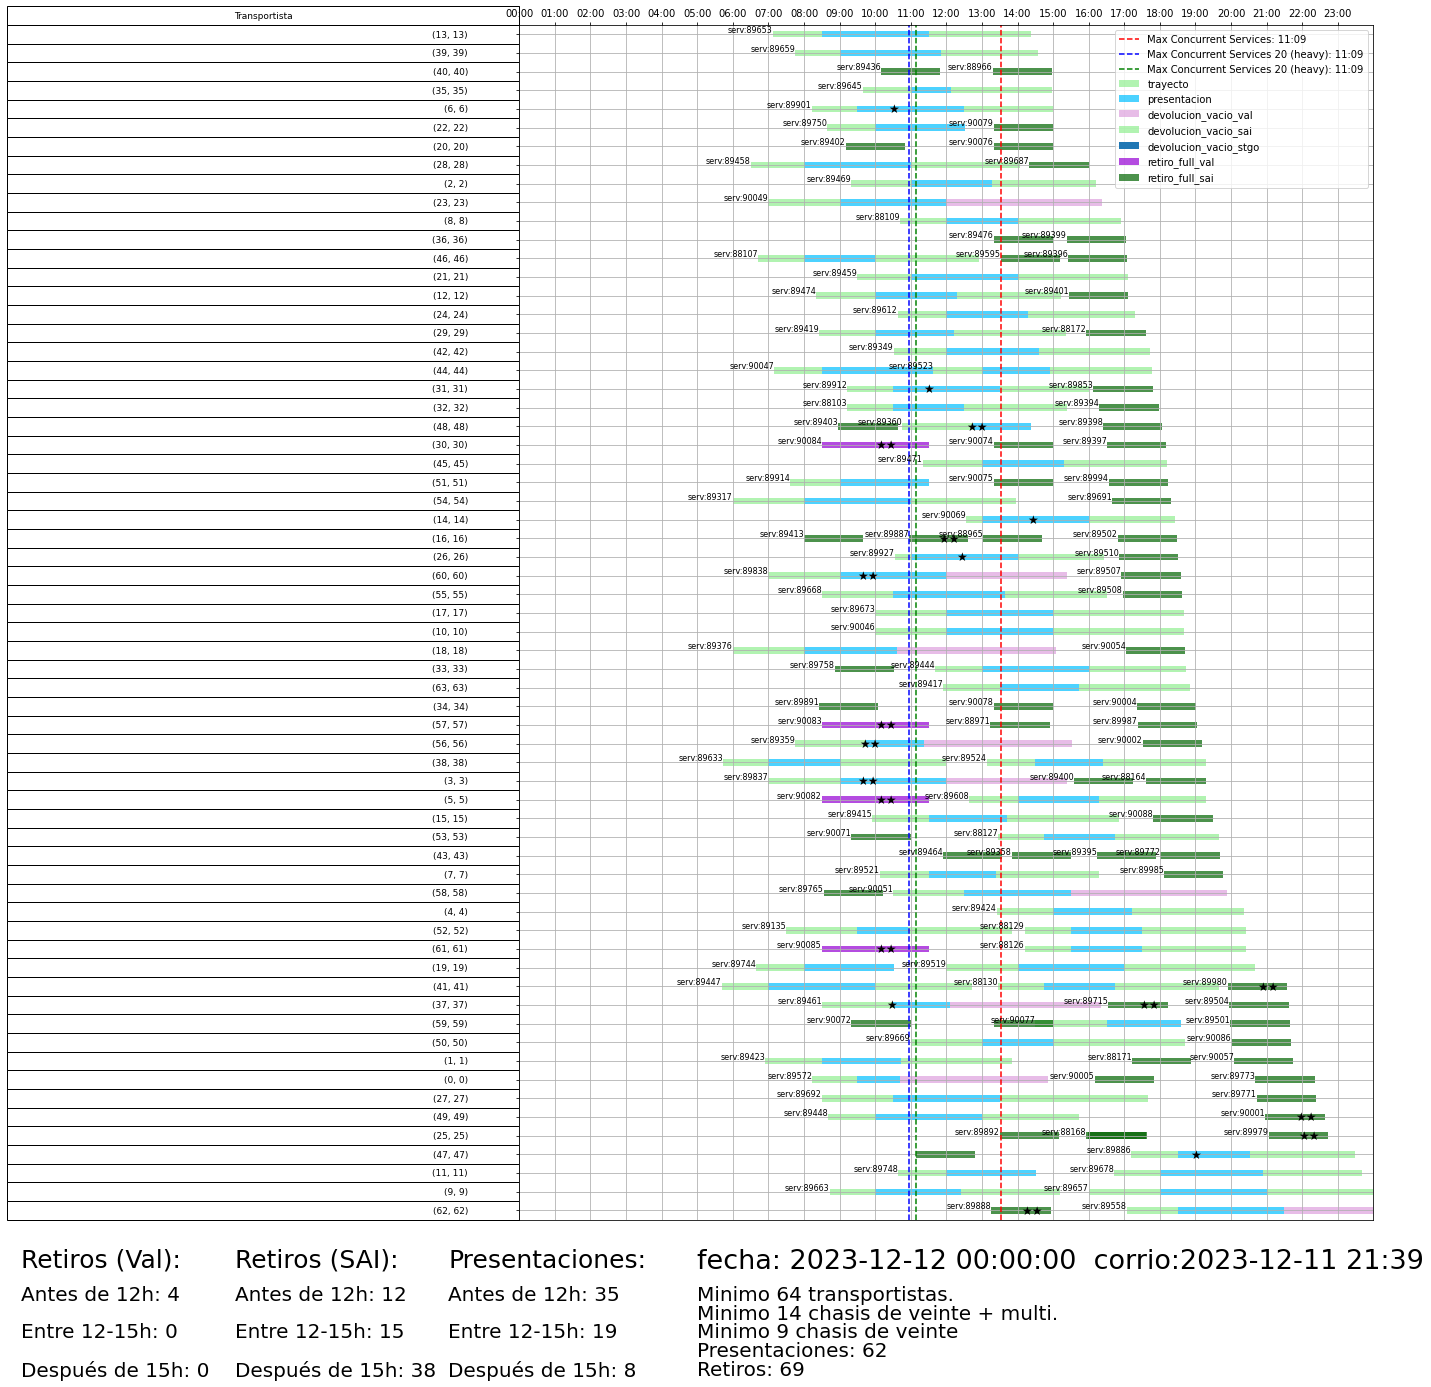 Transportista
00:00 01:00 02:00 03:00 04:00 05:00 06:00 07:00 08:00 09:00 10:00 11:00 12:00 13:00 14:00 15:00 16:00 17:00 18:00 19:00 20:00 21:00 22:00 23:00
Max Concurrent Services: 11:09
Max Concurrent Services 20 (heavy): 11:09
Max Concurrent Services 20 (heavy): 11:09
trayecto
presentacion
devolucion_vacio_val
devolucion_vacio_sai
devolucion_vacio_stgo
retiro_full_val
retiro_full_sai
(13, 13) serv:89653
(39, 39) serv:89659
(40, 40) serv:89436 serv:88966
(35, 35) serv:89645
(6, 6) serv:89901
(22, 22) serv:89750 serv:90079
(20, 20) serv:89402 serv:90076
(28, 28) serv:89458 serv:89687
(2, 2) serv:89469
(23, 23) serv:90049
(8, 8) serv:88109
(36, 36) serv:89476 serv:89399
(46, 46) serv:88107 serv:89595 serv:89396
(21, 21) serv:89459
(12, 12) serv:89474 serv:89401
(24, 24) serv:89612
(29, 29) serv:89419 serv:88172
(42, 42) serv:89349
(44, 44) serv:90047 serv:89523
(31, 31) serv:89912 serv:89853
(32, 32) serv:88103 serv:89394
(48, 48) serv:89403 serv:89360 serv:89398
(30, 30) serv:90084 serv:90074 serv:89397
(45, 45) serv:89471
(51, 51) serv:89914 serv:90075 serv:89994
(54, 54) serv:89317 serv:89691
(14, 14) serv:90069
(16, 16) serv:89413 serv:89887 serv:88965 serv:89502
(26, 26) serv:89927 serv:89510
(60, 60) serv:89838 serv:89507
(55, 55) serv:89668 serv:89508
(17, 17) serv:89673
(10, 10) serv:90046
(18, 18) serv:89376 serv:90054
(33, 33) serv:89758 serv:89444
(63, 63) serv:89417
(34, 34) serv:89891 serv:90078 serv:90004
(57, 57) serv:90083 serv:88971 serv:89987
(56, 56) serv:89359 serv:90002
(38, 38) serv:89633 serv:89524
(3, 3) serv:89837 serv:89400 serv:88164
(5, 5) serv:90082 serv:89608
(15, 15) serv:89415 serv:90088
(53, 53) serv:90071 serv:88127
(43, 43) serv:89464 serv:89358 serv:89395 serv:89772
(7, 7) serv:89521 serv:89985
(58, 58) serv:89765 serv:90051
(4, 4) serv:89424
(52, 52) serv:89135 serv:88129
(61, 61) serv:90085 serv:88126
(19, 19) serv:89744 serv:89519
(41, 41) serv:89447 serv:88130 serv:89980
(37, 37) serv:89461 serv:89715 serv:89504
(59, 59) serv:90072 serv:90077 serv:89501
(50, 50) serv:89669 serv:90086
(1, 1) serv:89423 serv:88171 serv:90057
(0, 0) serv:89572 serv:90005 serv:89773
(27, 27) serv:89692 serv:89771
(49, 49) serv:89448 serv:90001
(25, 25) serv:89892 serv:88168 serv:89979
(47, 47) serv:89886
(11, 11) serv:89748 serv:89678
(9, 9) serv:89663 serv:89657
(62, 62) serv:89888 serv:89558
Retiros (Val): Retiros (SAI): Presentaciones: fecha: 2023-12-12 00:00:00 corrio:2023-12-11 21:39
Antes de 12h: 4 Antes de 12h: 12 Antes de 12h: 35 Minimo 64 transportistas.
Minimo 14 chasis de veinte + multi.
Entre 12-15h: 0 Entre 12-15h: 15 Entre 12-15h: 19 Minimo 9 chasis de veinte
Presentaciones: 62
Después de 15h: 0 Después de 15h: 38 Después de 15h: 8 Retiros: 69